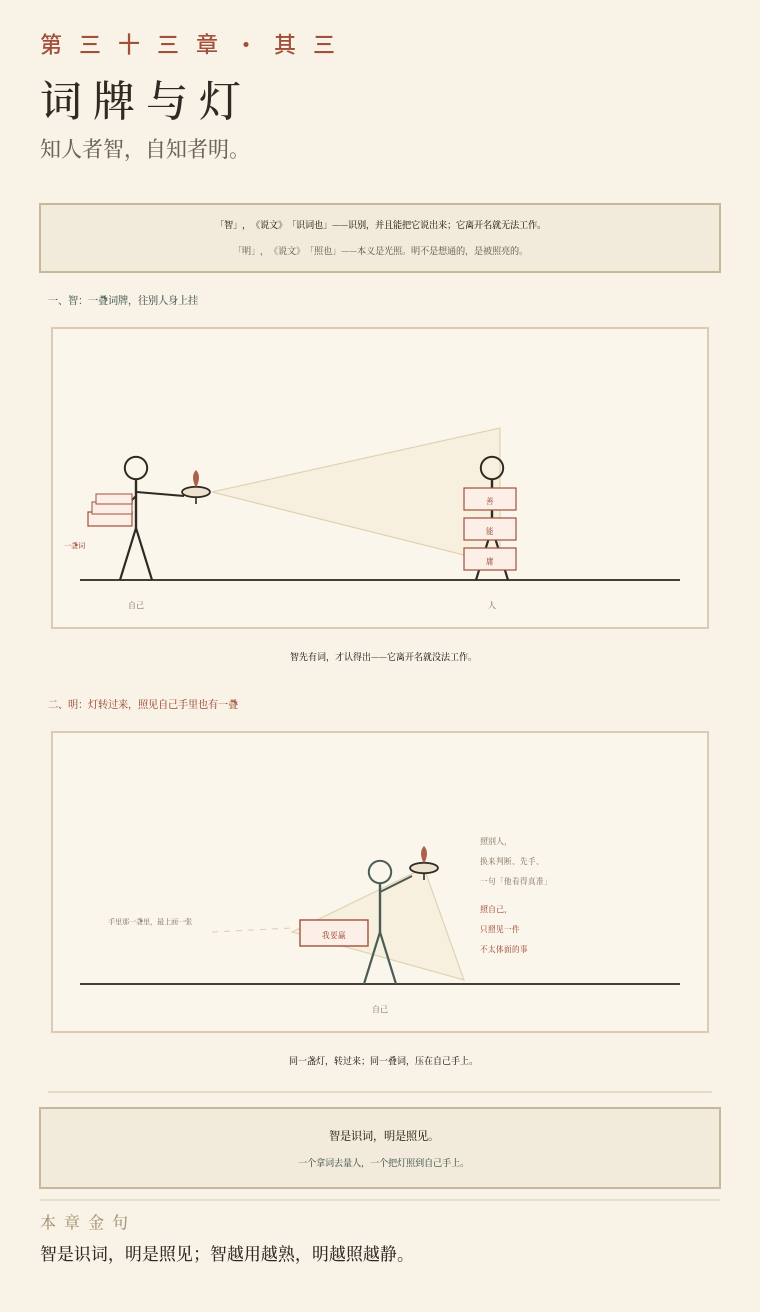 第三十三章・其三
词牌与灯
知人者智，自知者明。
「智」，《说文》「识词也」——识别，并且能把它说出来；它离开名就无法工作。
「明」，《说文》「照也」——本义是光照。明不是想通的，是被照亮的。
一、智：一叠词牌，往别人身上挂
善
能
庸
一叠词
自己
人
智先有词，才认得出——它离开名就没法工作。
二、明：灯转过来，照见自己手里也有一叠
照别人，
换来判断、先手、
一句「他看得真准」
照自己，
只照见一件
不太体面的事
手里那一叠里，最上面一张
我要赢
自己
同一盏灯，转过来；同一叠词，压在自己手上。
智是识词，明是照见。
一个拿词去量人，一个把灯照到自己手上。
本章金句
智是识词，明是照见；智越用越熟，明越照越静。